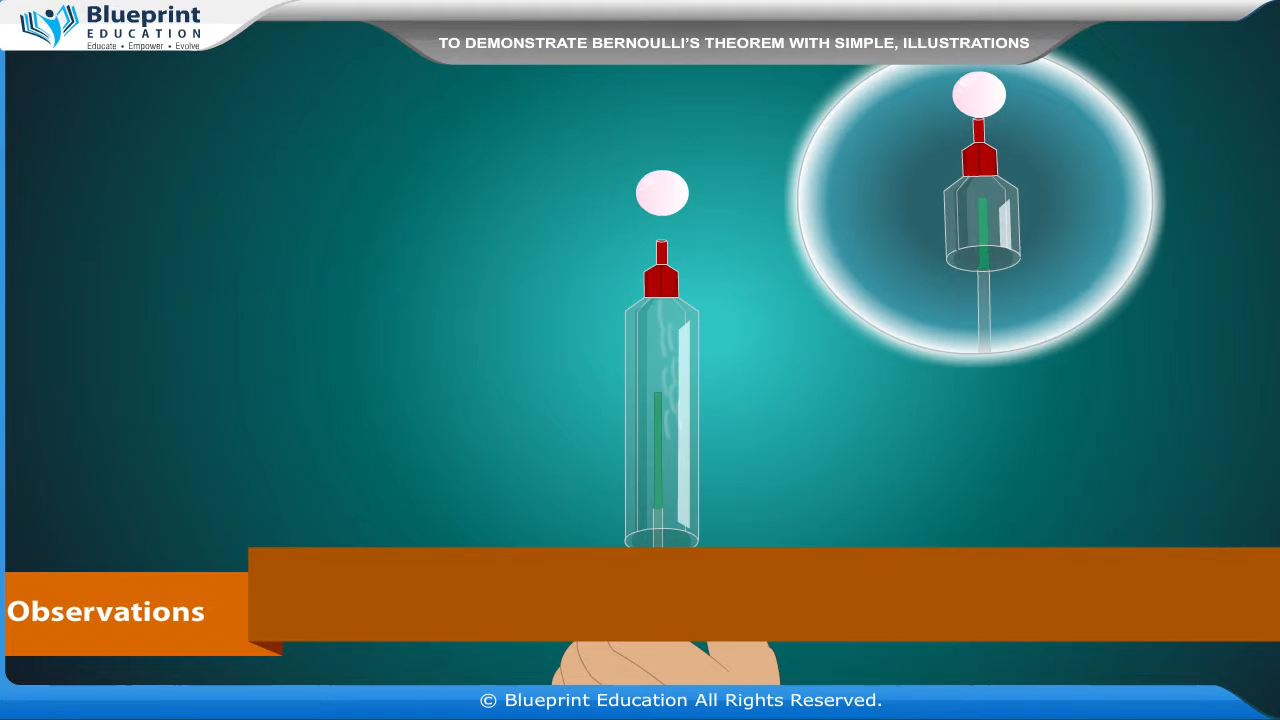 Blueprint
EDUCATION
Educate • Empower • Evolve
TO DEMONSTRATE BERNOULLI'S THEOREM WITH SIMPLE, ILLUSTRATIONS
Observations
© Blueprint Education All Rights Reserved.